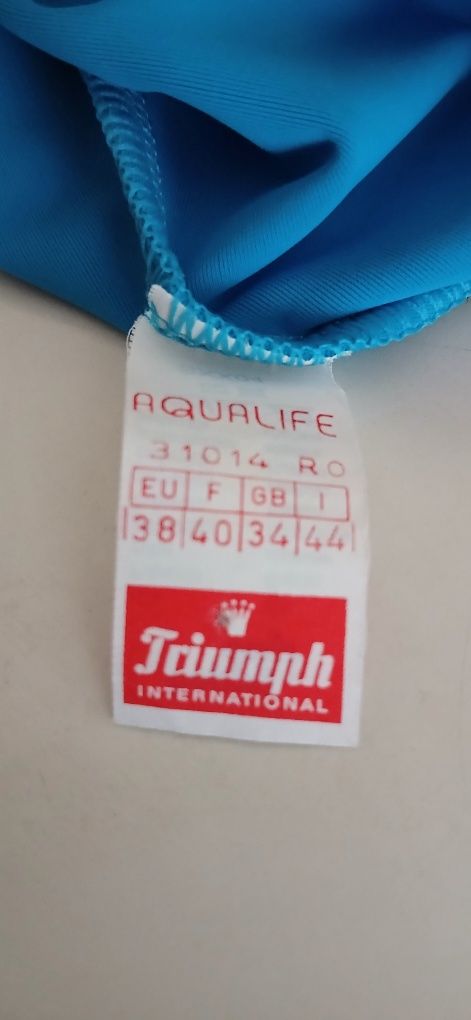 AQUALIFE
31014 RO
EU F GB I
38 40 34 44
Triumph
INTERNATIONAL